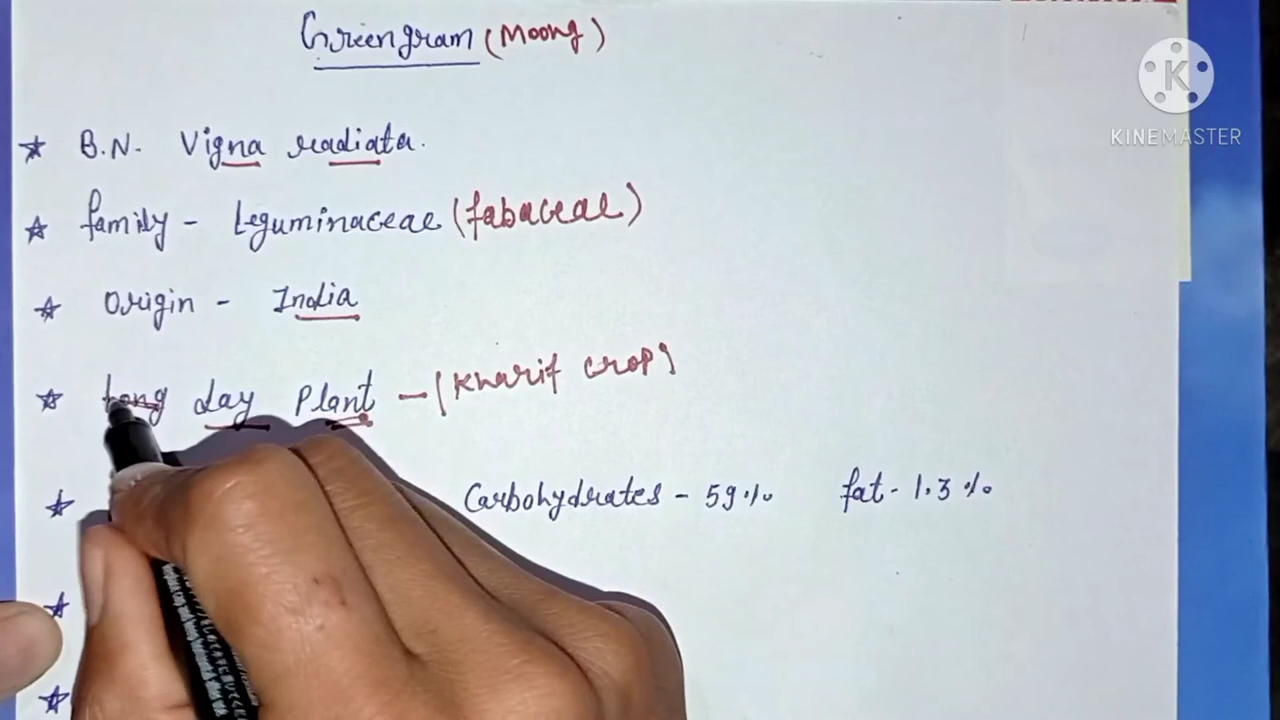 Greengram (Moong)
KINEMASTER
B.N. Vigna radiata.
family - Leguminaceae (fabaceae)
Origin - India
Long day Plant - (Kharif crop)
Carbohydrates - 59% fat - 1.3%